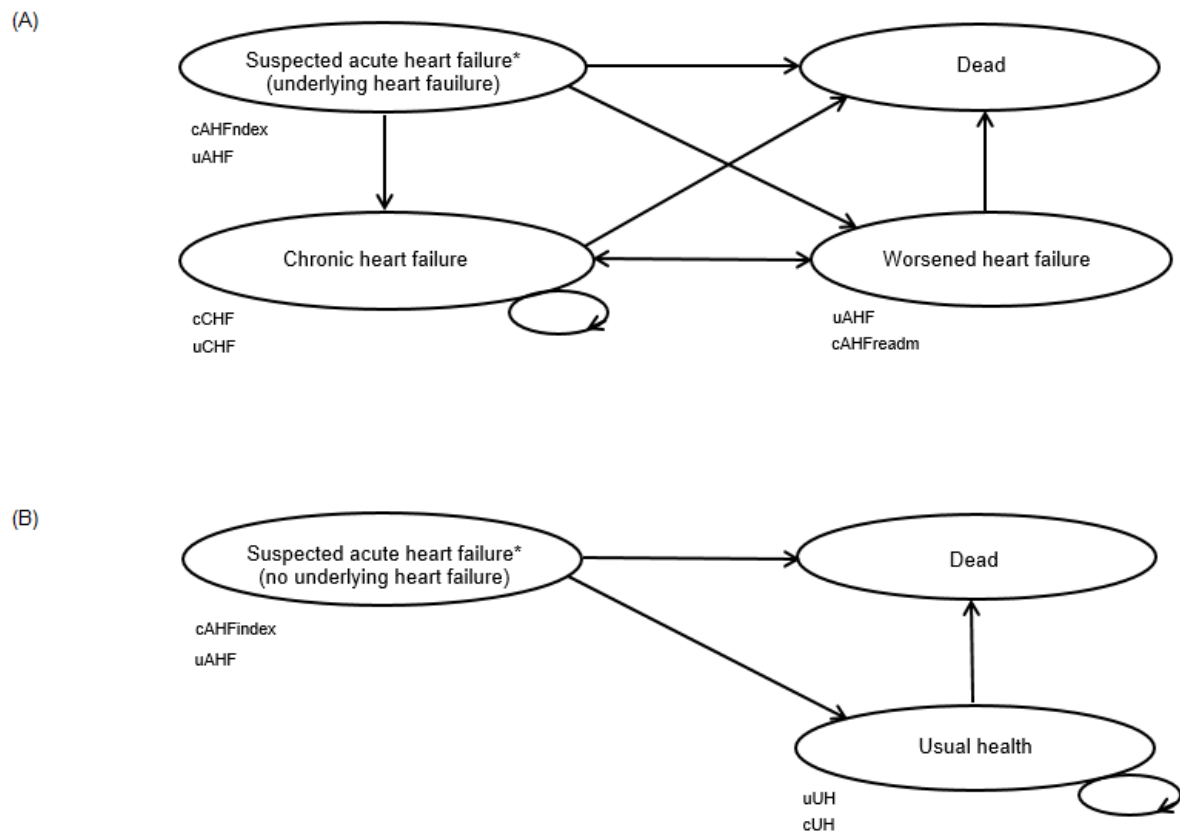 (A)
Suspected acute heart failure*
(underlying heart fauilure)
Dead
cAHFndex
uAHF
Chronic heart failure
Worsened heart failure
cCHF
uCHF
uAHF
cAHFreadm
(B)
Suspected acute heart failure*
(no underlying heart failure)
Dead
cAHFindex
uAHF
Usual health
uUH
cUH